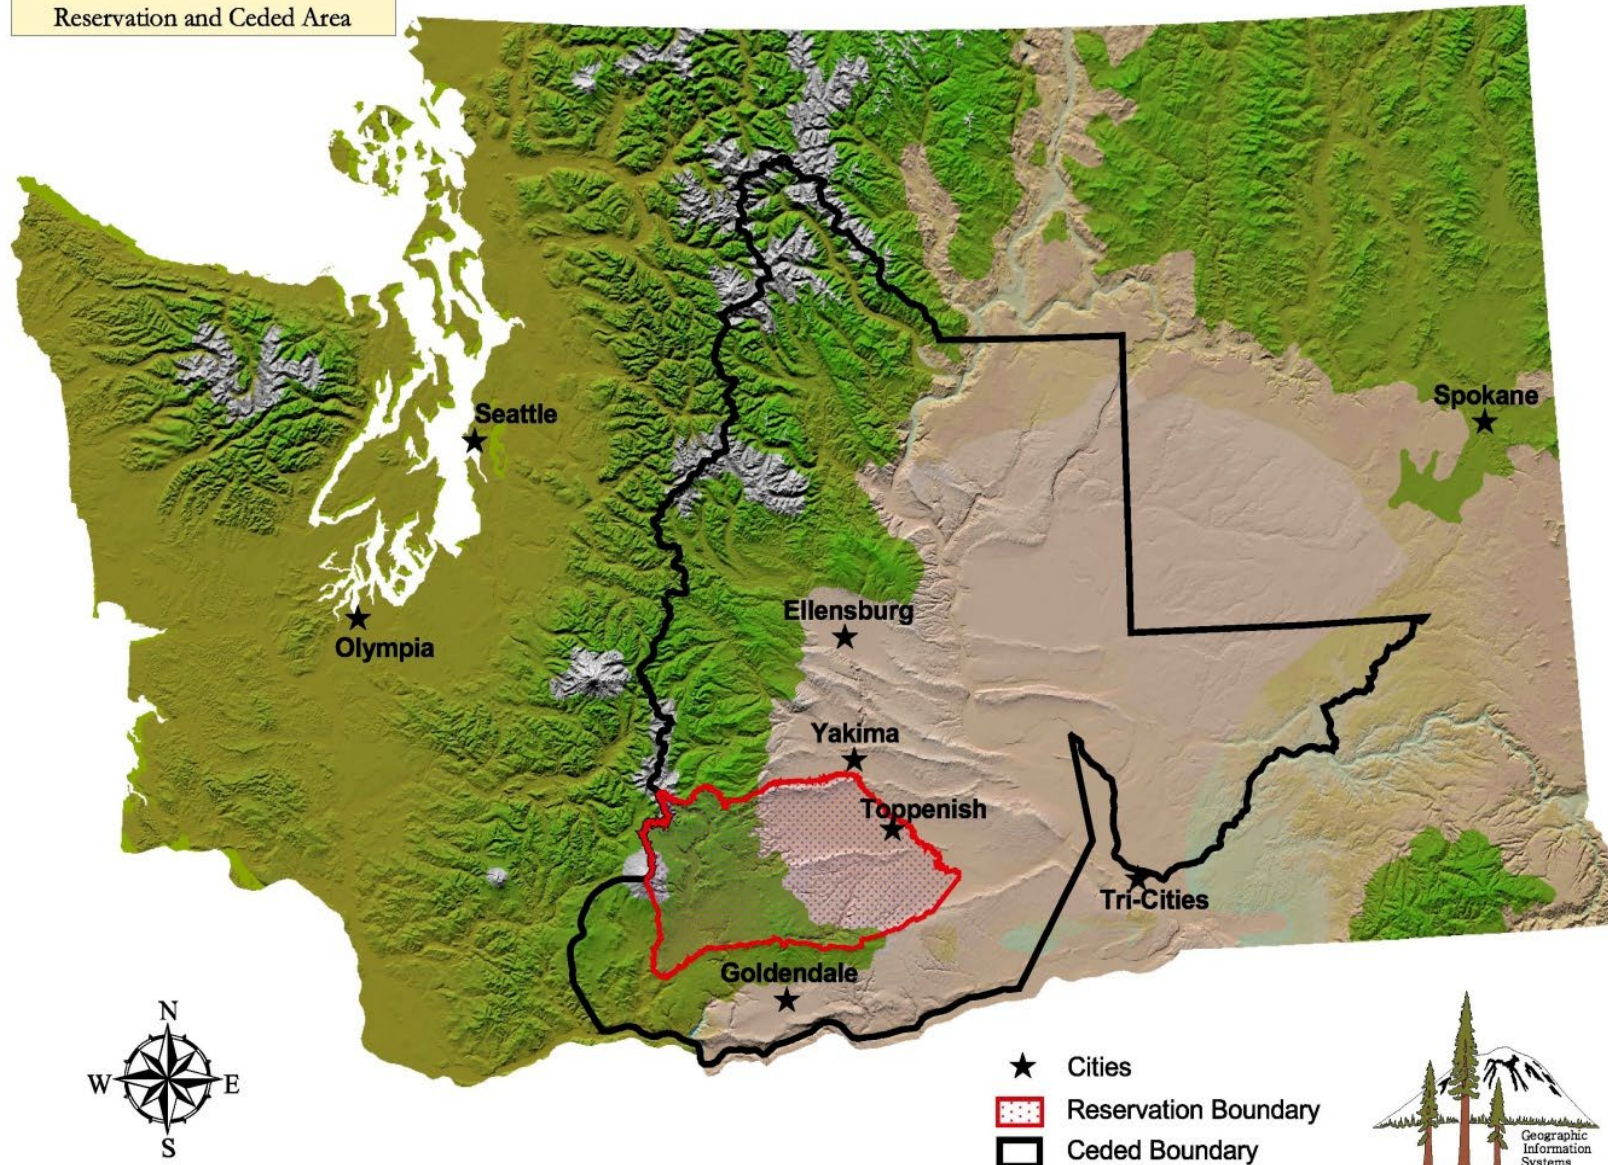 Reservation and Ceded Area
Spokane
Seattle
Ellensburg
Olympia
Yakima
Toppenish
Tri-Cities
Goldendale
N
W
E
S
Cities
Reservation Boundary
Ceded Boundary
Geographic
Information
Systems